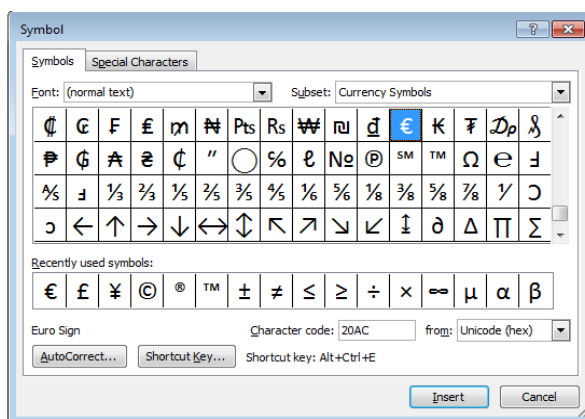 Symbol
Symbols Special Characters
Font: (normal text) Subset: Currency Symbols
₡ ₢ ₣ ₤ ₥ ₦ ₧ ₨ ₩ ₪ ₫ € ₭ ₮ ₯ ₰
₱ ₲ ₳ ₴ ₵ ℅ ℓ № ℗ ℠ ™ Ω ℮ Ⅎ
⅍ ⅎ ⅓ ⅔ ⅕ ⅖ ⅗ ⅘ ⅙ ⅚ ⅛ ⅜ ⅝ ⅞ ⅟ Ↄ
ↄ ← ↑ → ↓ ↔ ↕ ↖ ↗ ↘ ↙ ↨ ∂ ∆ ∏ ∑
Recently used symbols:
€ £ ¥ © ® ™ ± ≠ ≤ ≥ ÷ × ∞ µ α β
Euro Sign Character code: 20AC from: Unicode (hex)
AutoCorrect... Shortcut Key... Shortcut key: Alt+Ctrl+E
Insert Cancel